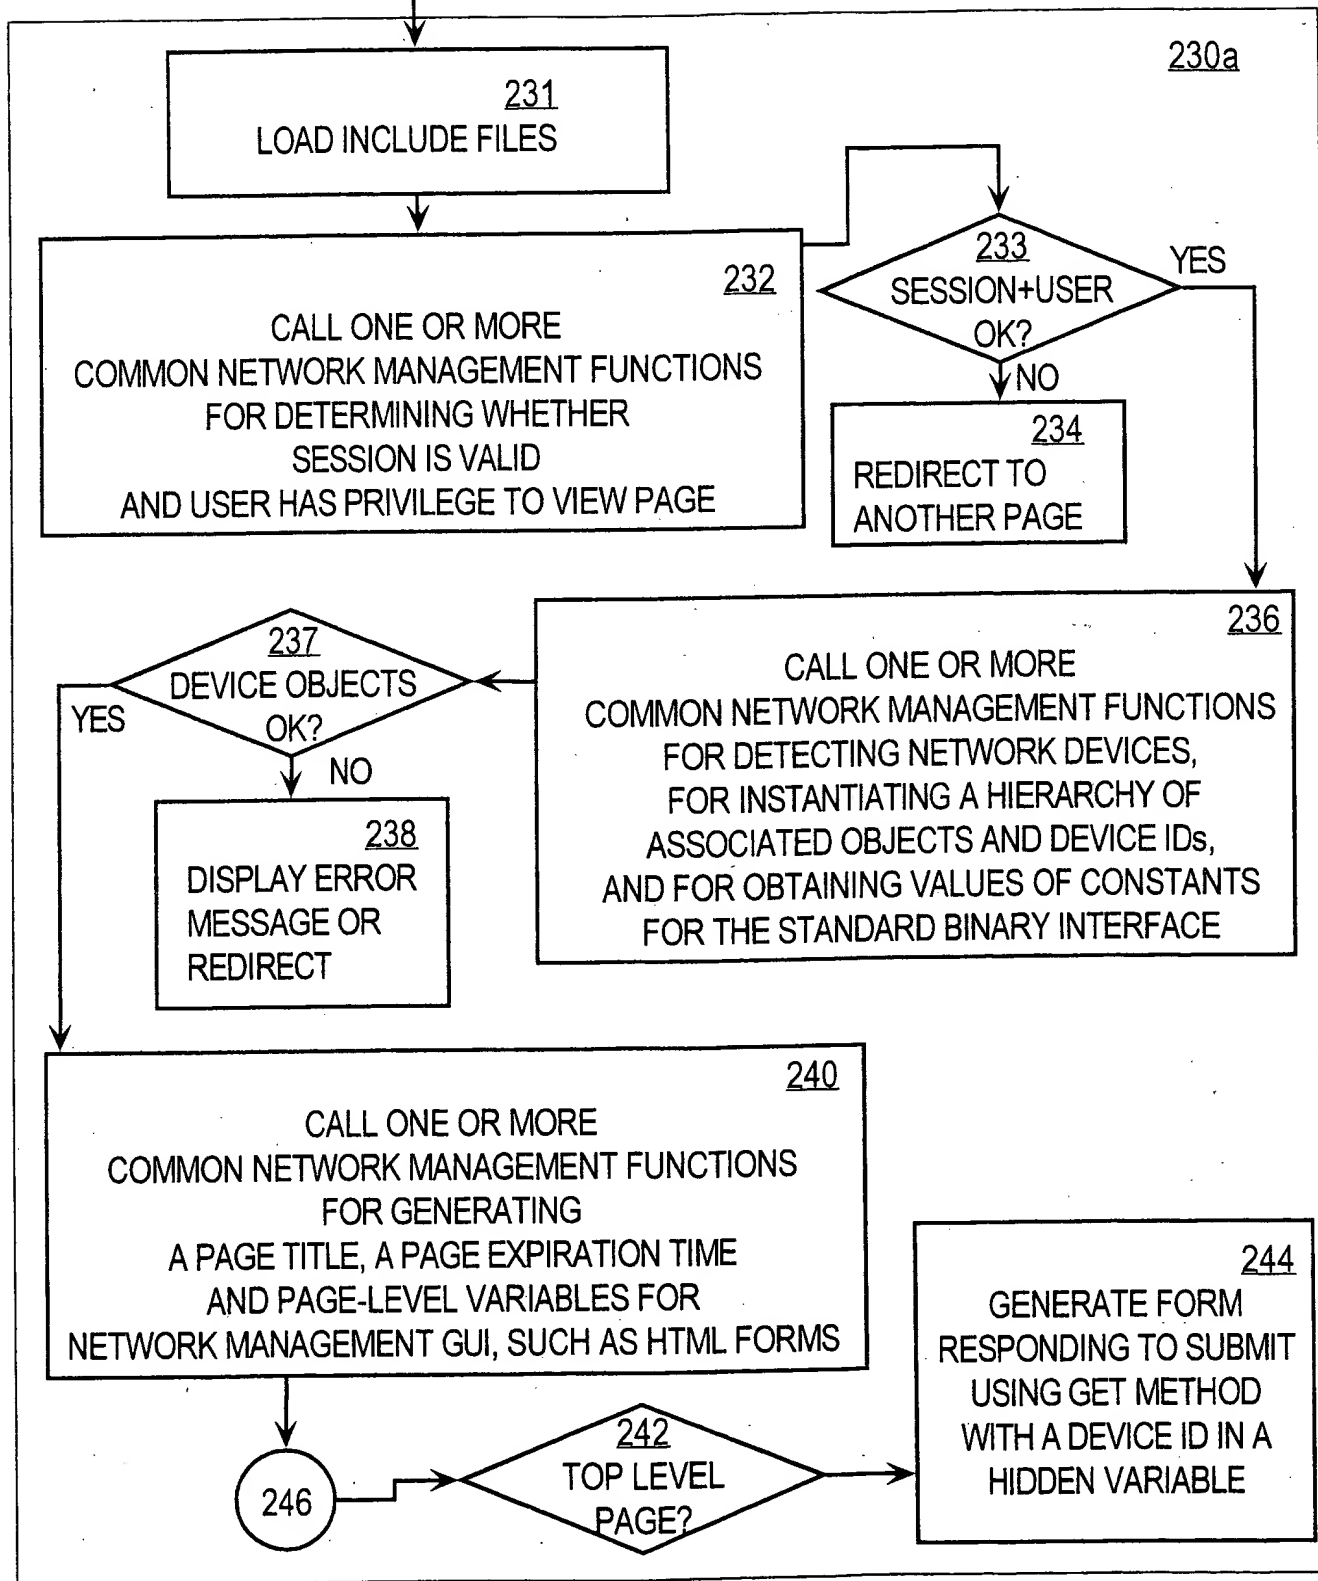 230a
231
LOAD INCLUDE FILES
232
CALL ONE OR MORE
COMMON NETWORK MANAGEMENT FUNCTIONS
FOR DETERMINING WHETHER
SESSION IS VALID
AND USER HAS PRIVILEGE TO VIEW PAGE
233
SESSION+USER
OK?
YES
NO
234
REDIRECT TO
ANOTHER PAGE
236
CALL ONE OR MORE
COMMON NETWORK MANAGEMENT FUNCTIONS
FOR DETECTING NETWORK DEVICES,
FOR INSTANTIATING A HIERARCHY OF
ASSOCIATED OBJECTS AND DEVICE IDs,
AND FOR OBTAINING VALUES OF CONSTANTS
FOR THE STANDARD BINARY INTERFACE
237
DEVICE OBJECTS
OK?
YES
NO
238
DISPLAY ERROR
MESSAGE OR
REDIRECT
240
CALL ONE OR MORE
COMMON NETWORK MANAGEMENT FUNCTIONS
FOR GENERATING
A PAGE TITLE, A PAGE EXPIRATION TIME
AND PAGE-LEVEL VARIABLES FOR
NETWORK MANAGEMENT GUI, SUCH AS HTML FORMS
246
242
TOP LEVEL
PAGE?
244
GENERATE FORM
RESPONDING TO SUBMIT
USING GET METHOD
WITH A DEVICE ID IN A
HIDDEN VARIABLE